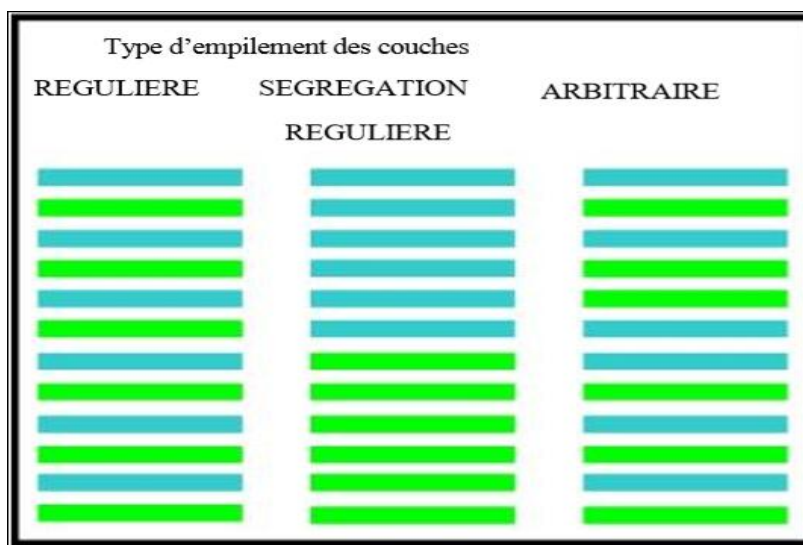 Type d’empilement des couches
REGULIERE
SEGREGATION
REGULIERE
ARBITRAIRE